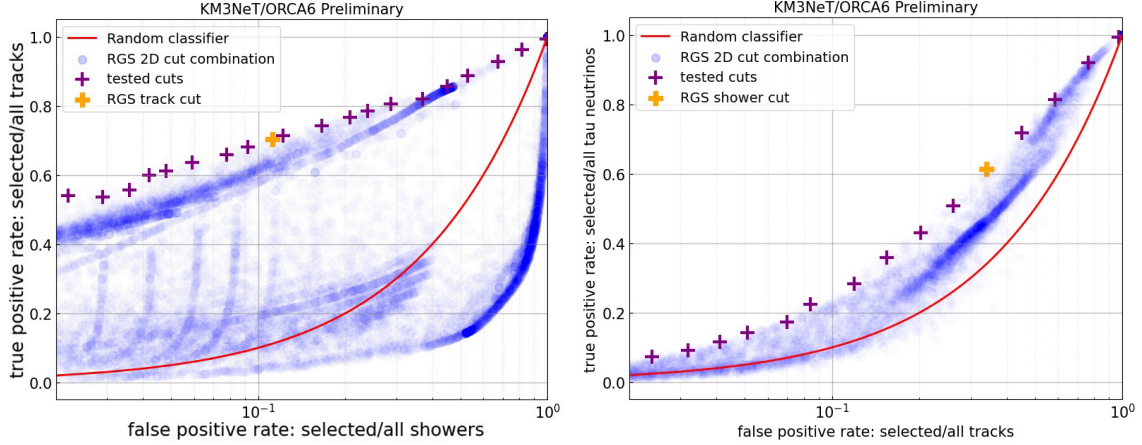 KM3NeT/ORCA6 Preliminary
1.0
0.8
0.6
0.4
0.2
0.0
true positive rate: selected/all tracks
Random classifier
RGS 2D cut combination
tested cuts
RGS track cut
10⁻¹
10⁰
false positive rate: selected/all showers
KM3NeT/ORCA6 Preliminary
1.0
0.8
0.6
0.4
0.2
0.0
true positive rate: selected/all tau neutrinos
Random classifier
RGS 2D cut combination
tested cuts
RGS shower cut
10⁻¹
10⁰
false positive rate: selected/all tracks